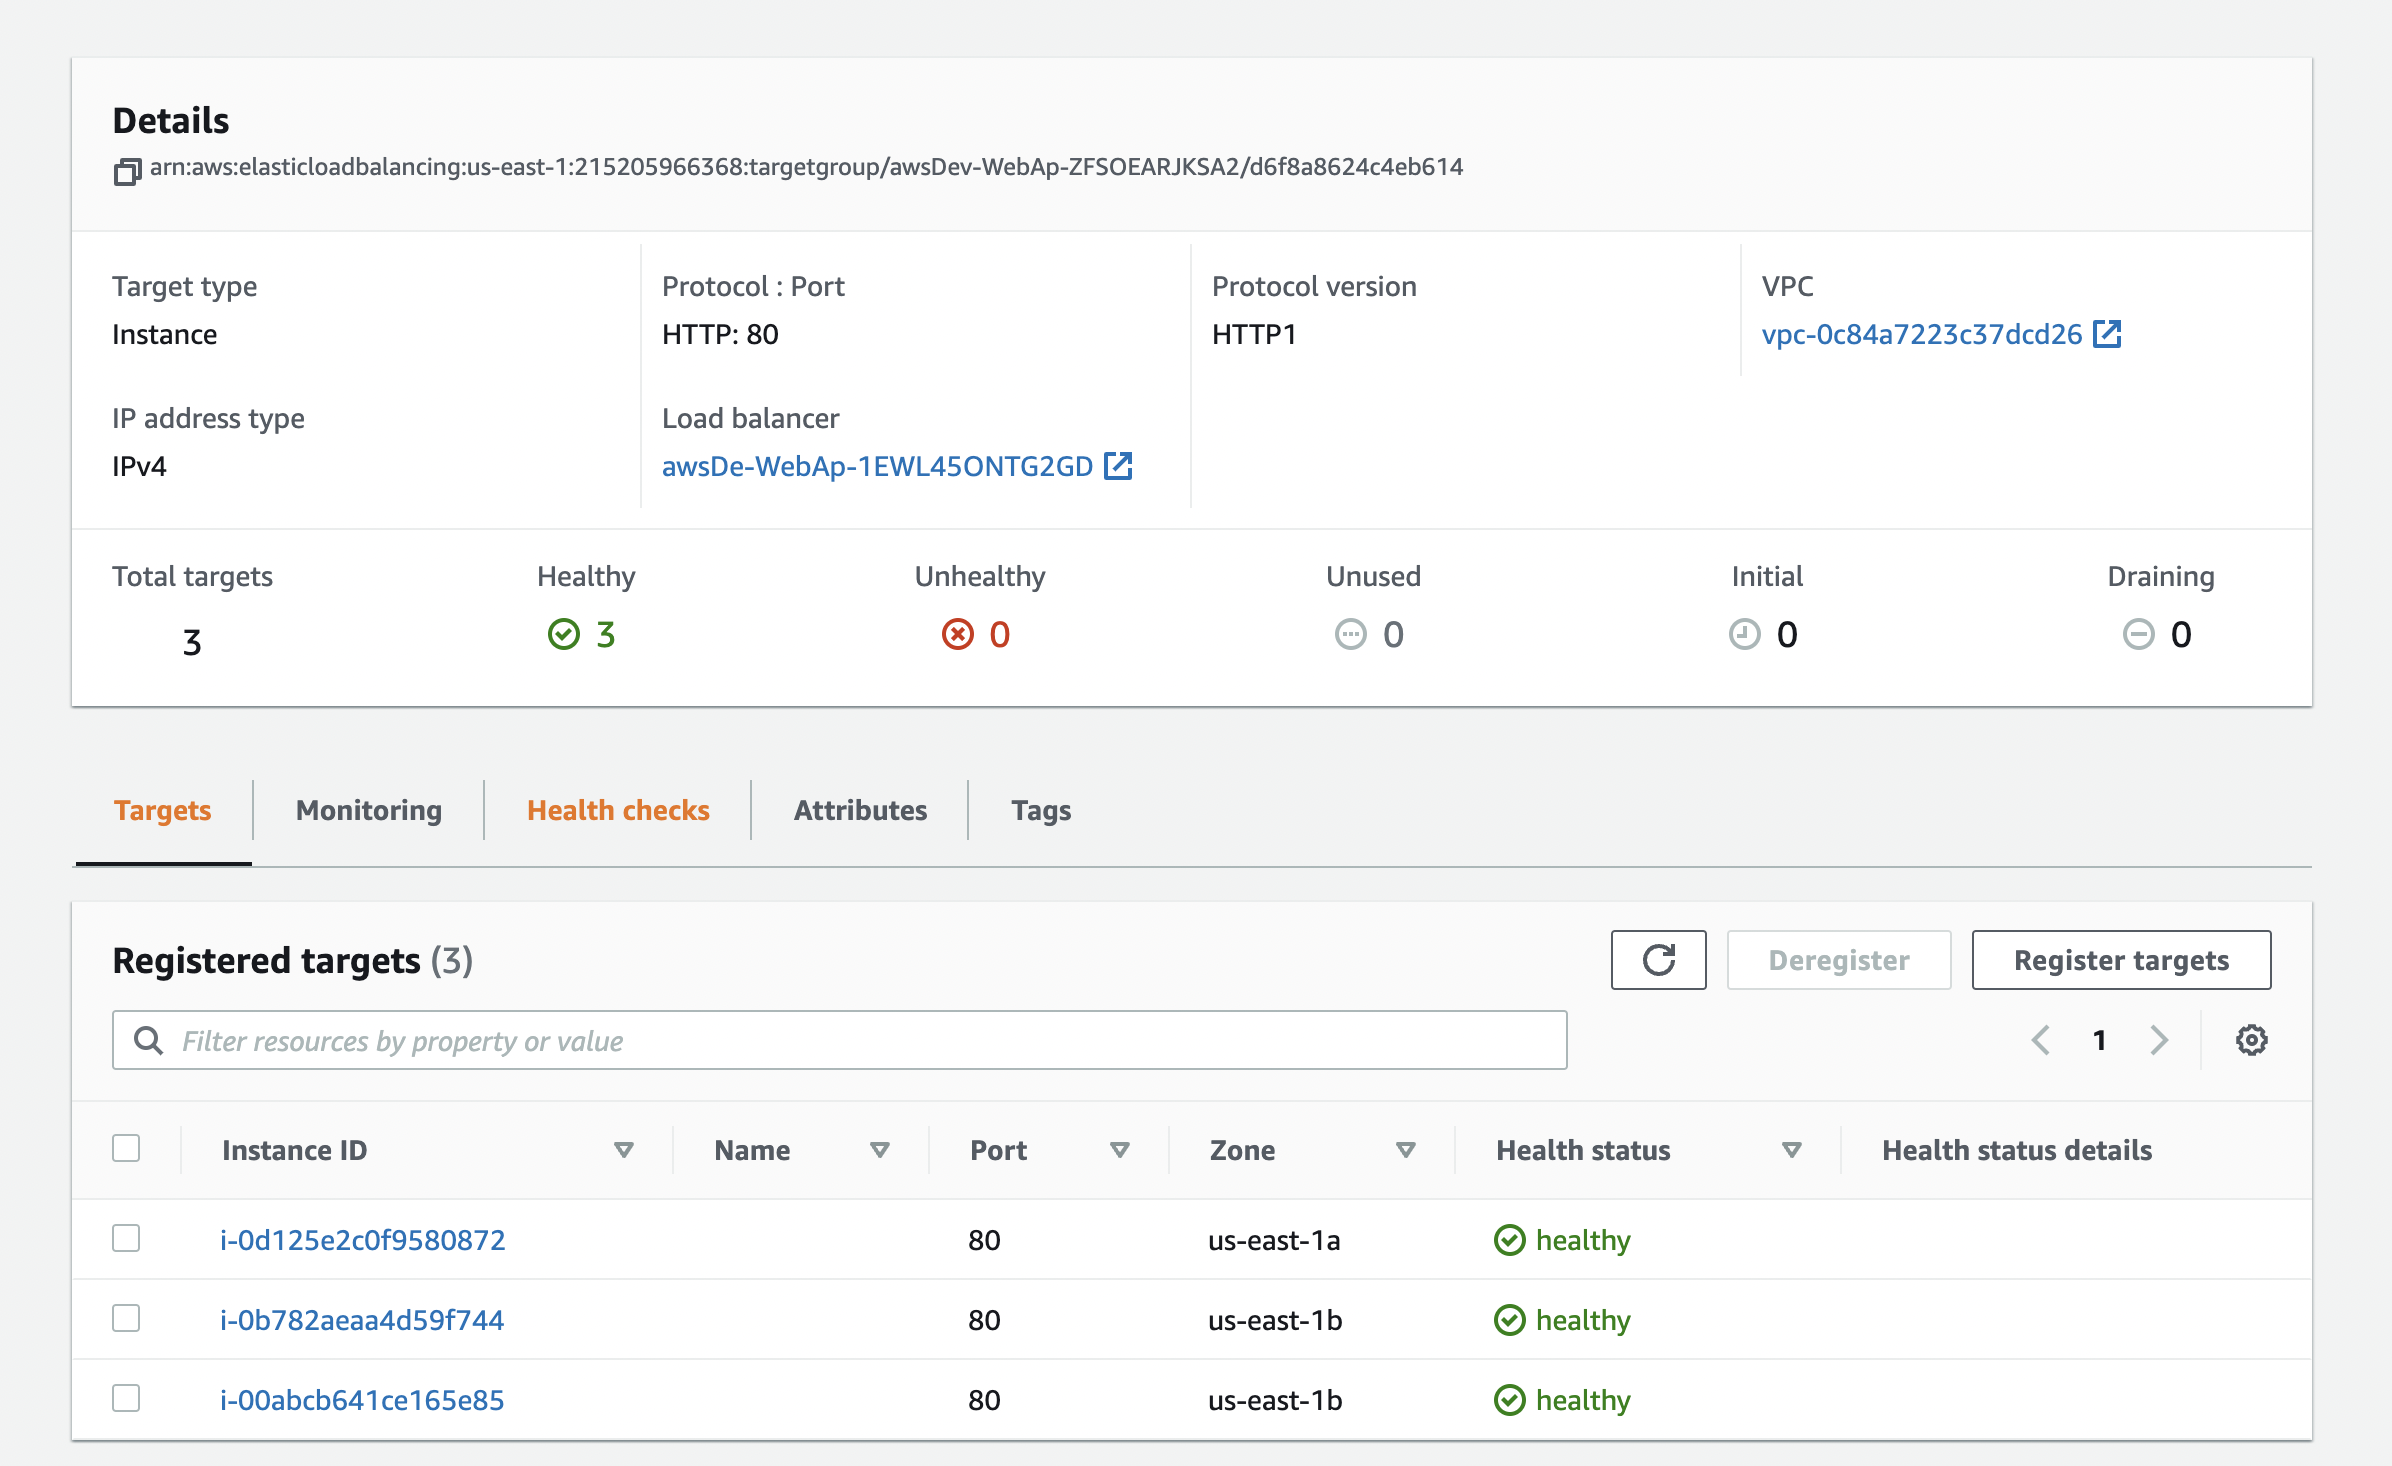 Details
arn:aws:elasticloadbalancing:us-east-1:215205966368:targetgroup/awsDev-WebAp-ZFSOEARJKSA2/d6f8a8624c4eb614
Target type Protocol : Port Protocol version VPC
Instance HTTP: 80 HTTP1 vpc-0c84a7223c37dcd26
IP address type Load balancer
IPv4 awsDe-WebAp-1EWL45ONTG2GD
Total targets Healthy Unhealthy Unused Initial Draining
3 3 0 0 0 0
Targets Monitoring Health checks Attributes Tags
Registered targets (3) Deregister Register targets
Filter resources by property or value 1
Instance ID Name Port Zone Health status Health status details
i-0d125e2c0f9580872 80 us-east-1a healthy
i-0b782aeaa4d59f744 80 us-east-1b healthy
i-00abcb641ce165e85 80 us-east-1b healthy